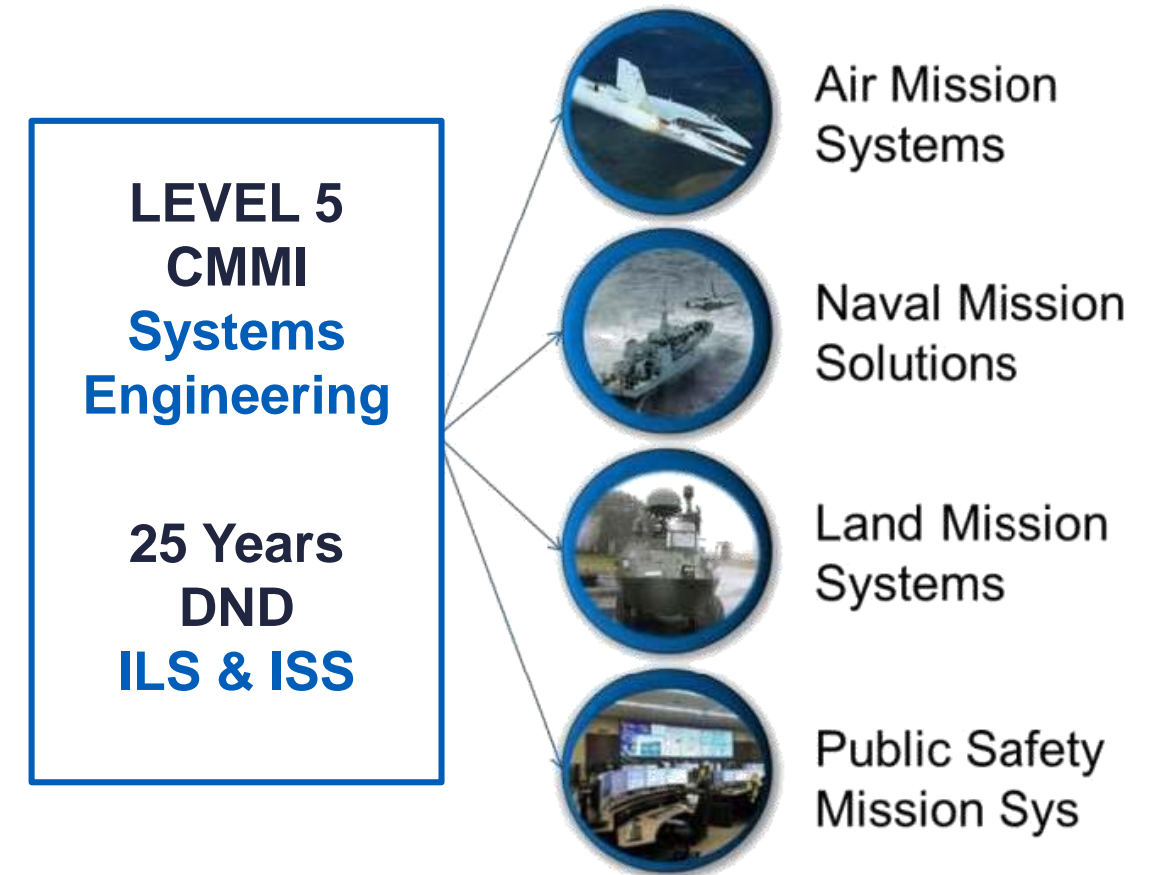 LEVEL 5
CMMI
Systems
Engineering
25 Years
DND
ILS & ISS
Air Mission
Systems
Naval Mission
Solutions
Land Mission
Systems
Public Safety
Mission Sys